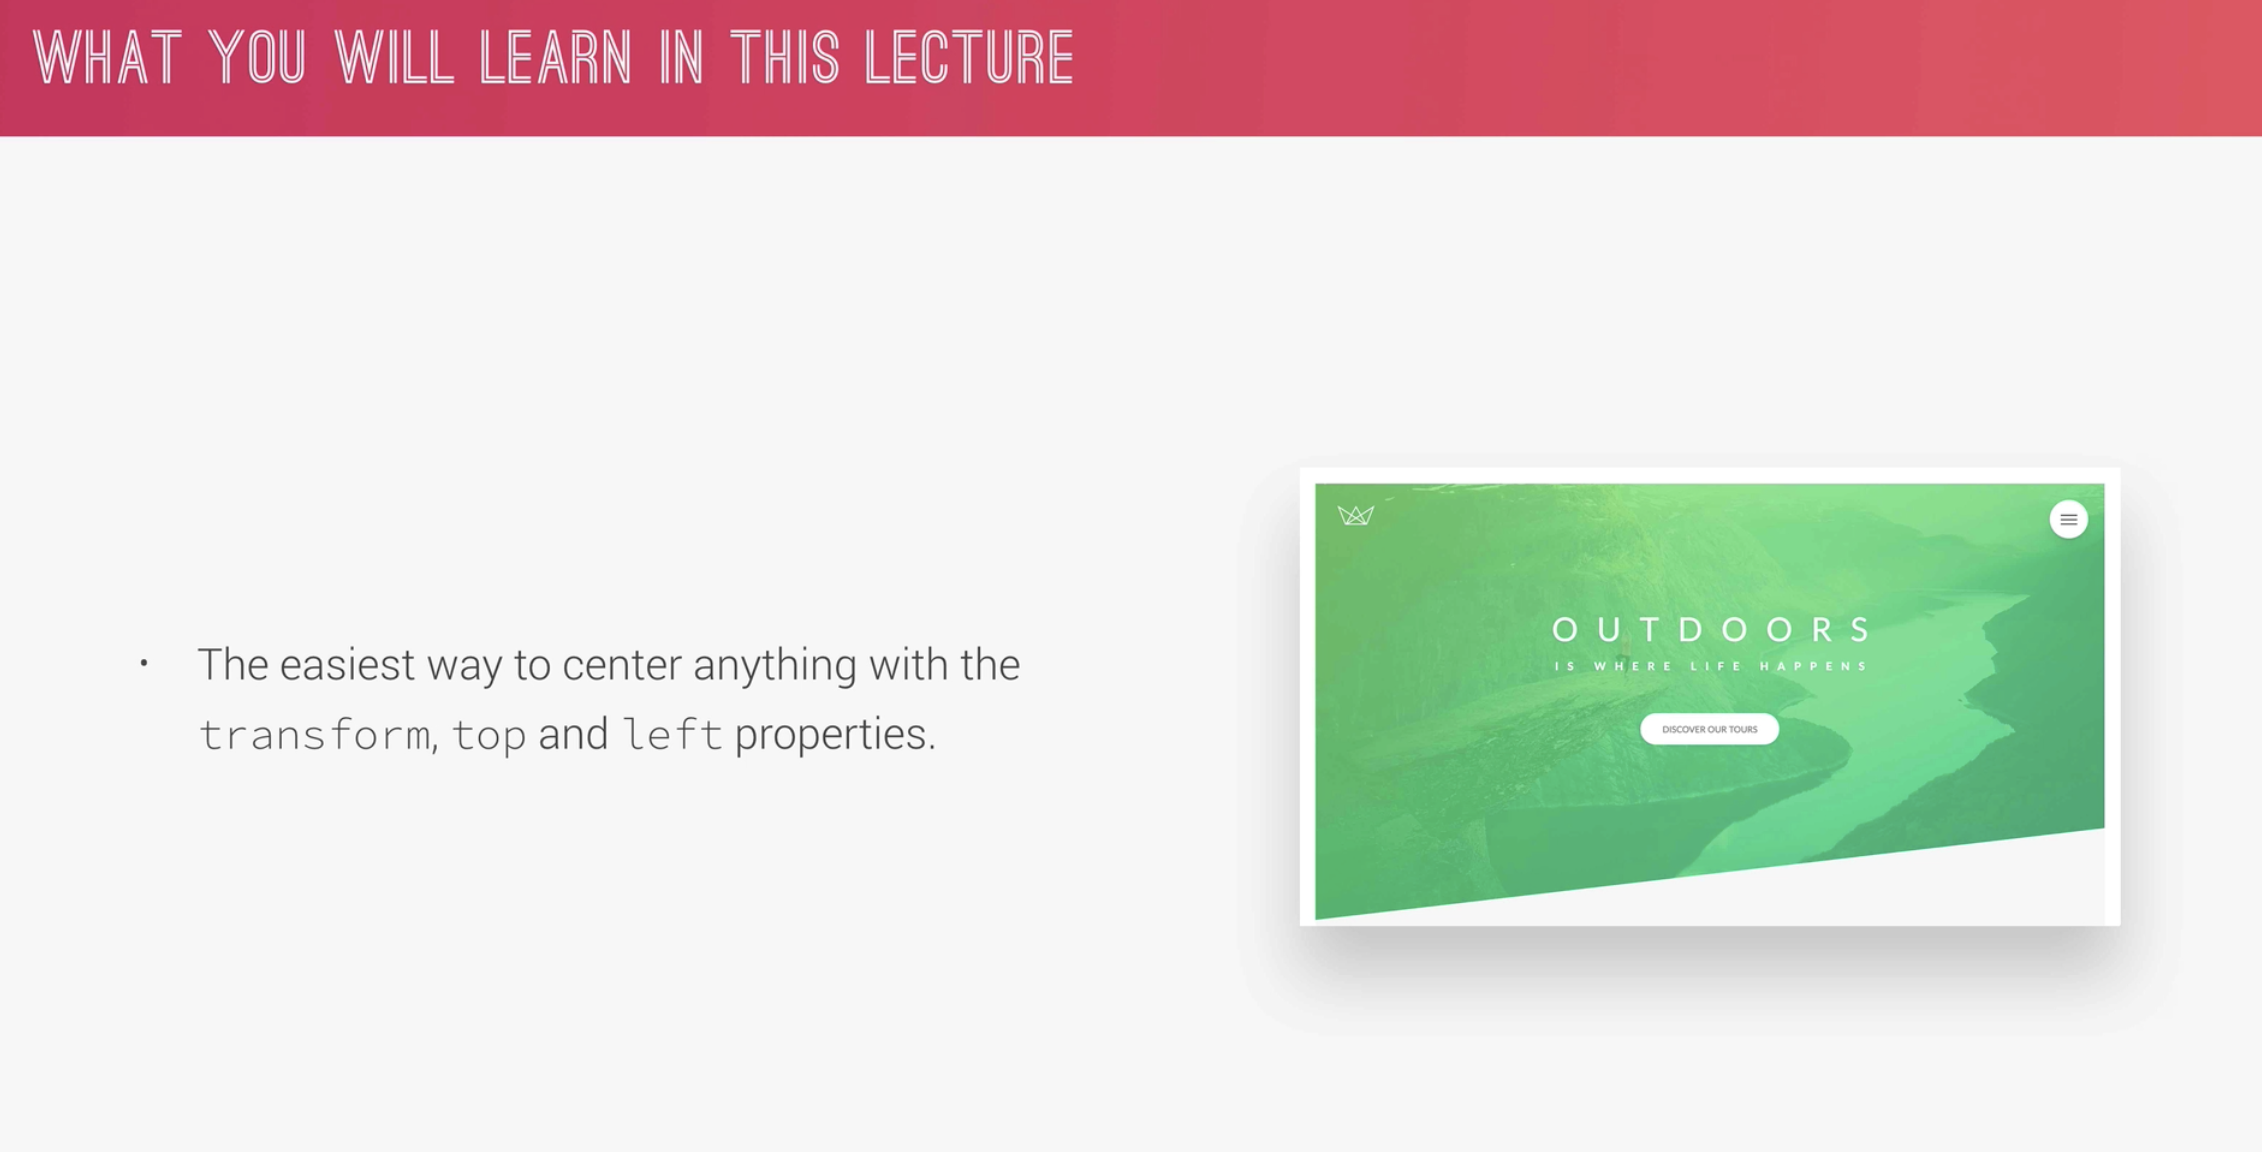 WHAT YOU WILL LEARN IN THIS LECTURE
• The easiest way to center anything with the
transform, top and left properties.
OUTDOORS
IS WHERE LIFE HAPPENS
DISCOVER OUR TOURS